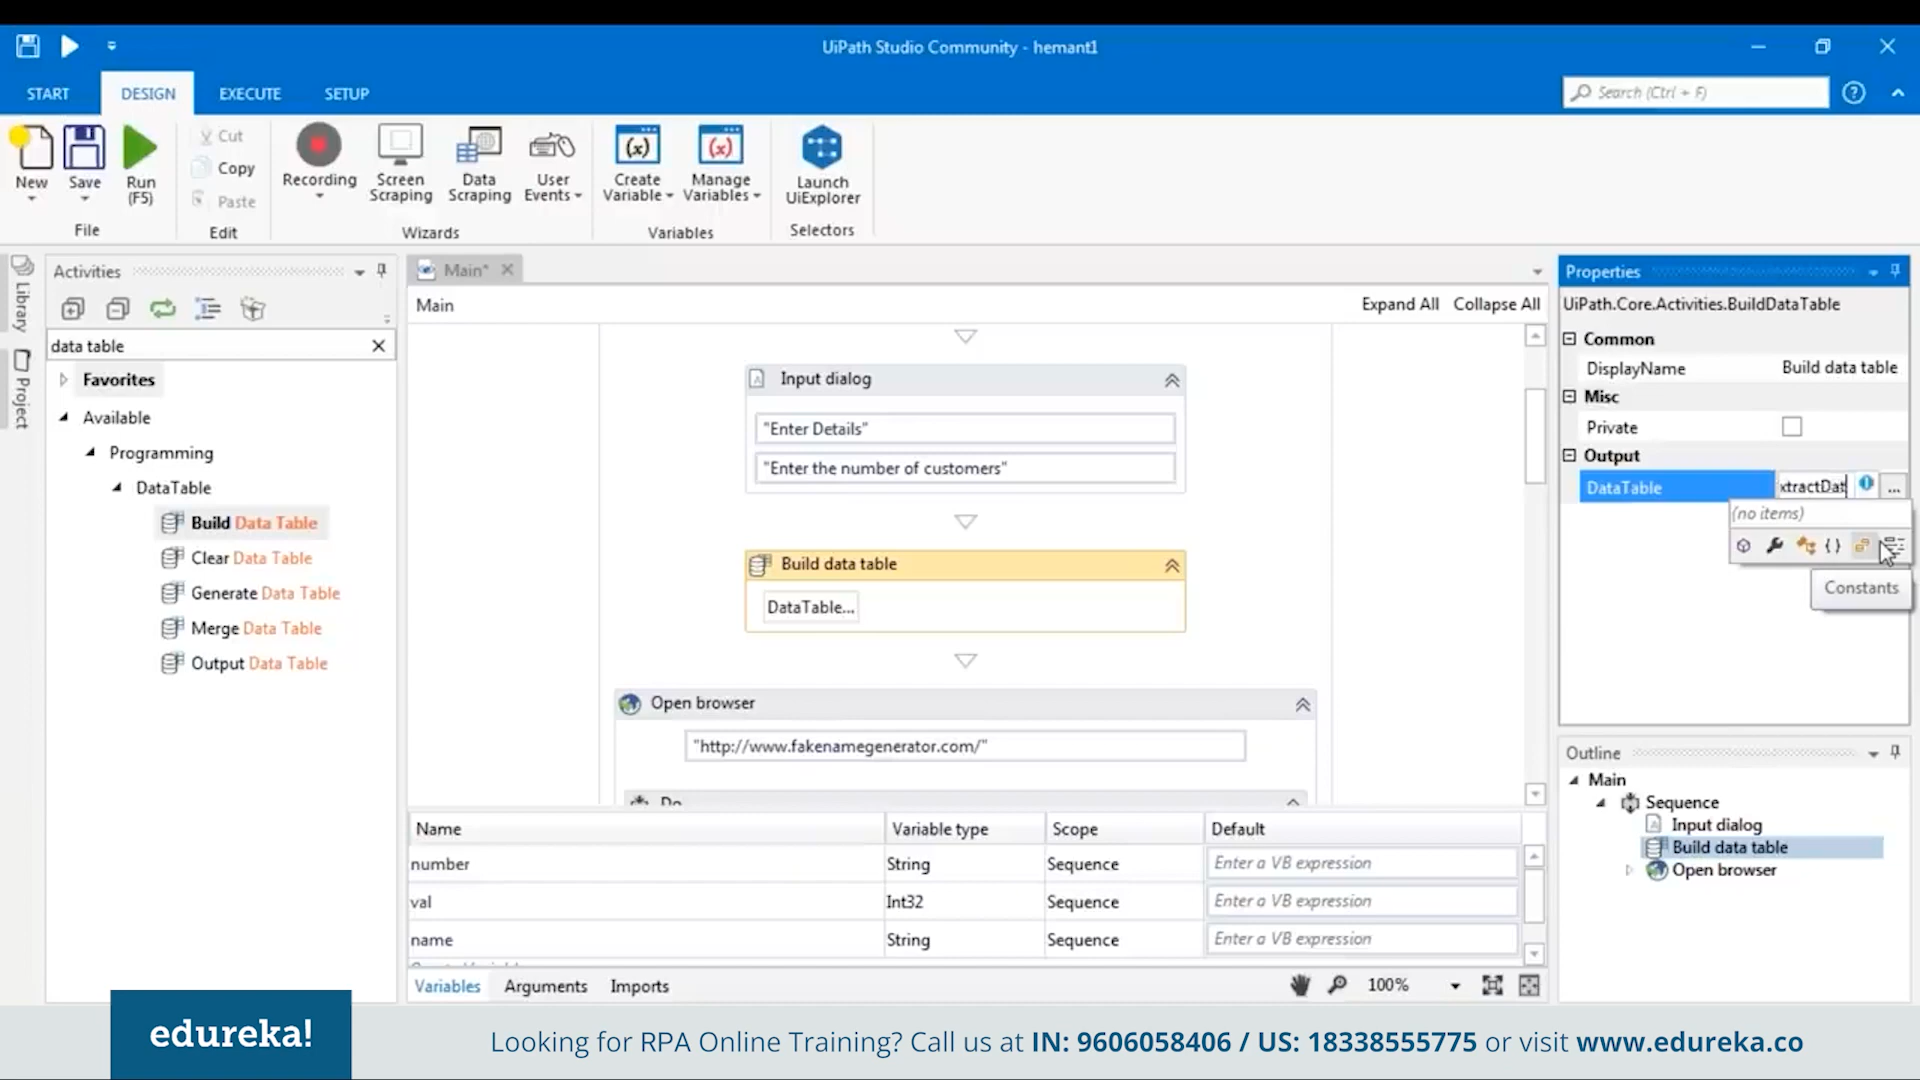 UiPath Studio Community - hemant1
START
DESIGN
EXECUTE
SETUP
Search (Ctrl + F)
New
Save
Run
(F5)
File
Cut
Copy
Paste
Edit
Recording
Screen
Scraping
Data
Scraping
User
Events
Wizards
Create
Variable
Manage
Variables
Variables
Launch
UiExplorer
Selectors
Library
Project
Activities
data table
Favorites
Available
Programming
DataTable
Build Data Table
Clear Data Table
Generate Data Table
Merge Data Table
Output Data Table
Main*
Main
Expand All
Collapse All
Input dialog
"Enter Details"
"Enter the number of customers"
Build data table
DataTable...
Open browser
"http://www.fakenamegenerator.com/"
Do
Name
Variable type
Scope
Default
number
String
Sequence
Enter a VB expression
val
Int32
Sequence
Enter a VB expression
name
String
Sequence
Enter a VB expression
Variables
Arguments
Imports
100%
Properties
UiPath.Core.Activities.BuildDataTable
Common
DisplayName
Build data table
Misc
Private
Output
DataTable
xtractDat
...
(no items)
Constants
Outline
Main
Sequence
Input dialog
Build data table
Open browser
edureka!
Looking for RPA Online Training? Call us at IN: 9606058406 / US: 18338555775 or visit www.edureka.co